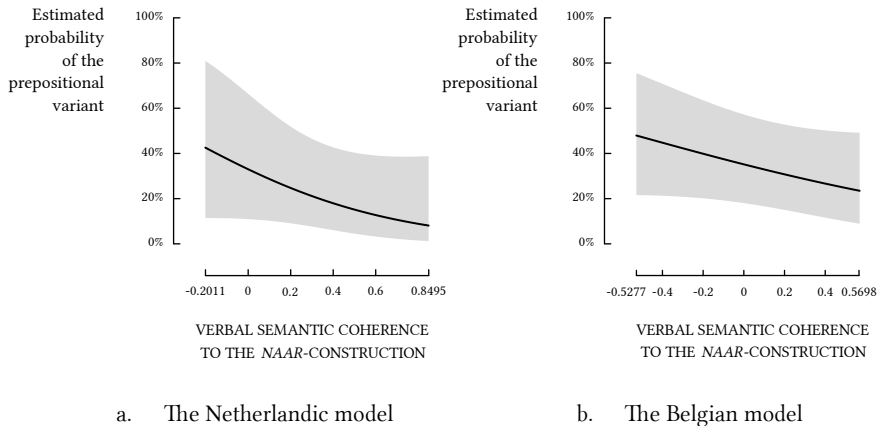 Estimated
probability
of the
prepositional
variant
100%
80%
60%
40%
20%
0%
-0.2011 0 0.2 0.4 0.6 0.8495
VERBAL SEMANTIC COHERENCE
TO THE NAAR-CONSTRUCTION
a. The Netherlandic model
Estimated
probability
of the
prepositional
variant
100%
80%
60%
40%
20%
0%
-0.5277 -0.4 -0.2 0 0.2 0.4 0.5698
VERBAL SEMANTIC COHERENCE
TO THE NAAR-CONSTRUCTION
b. The Belgian model